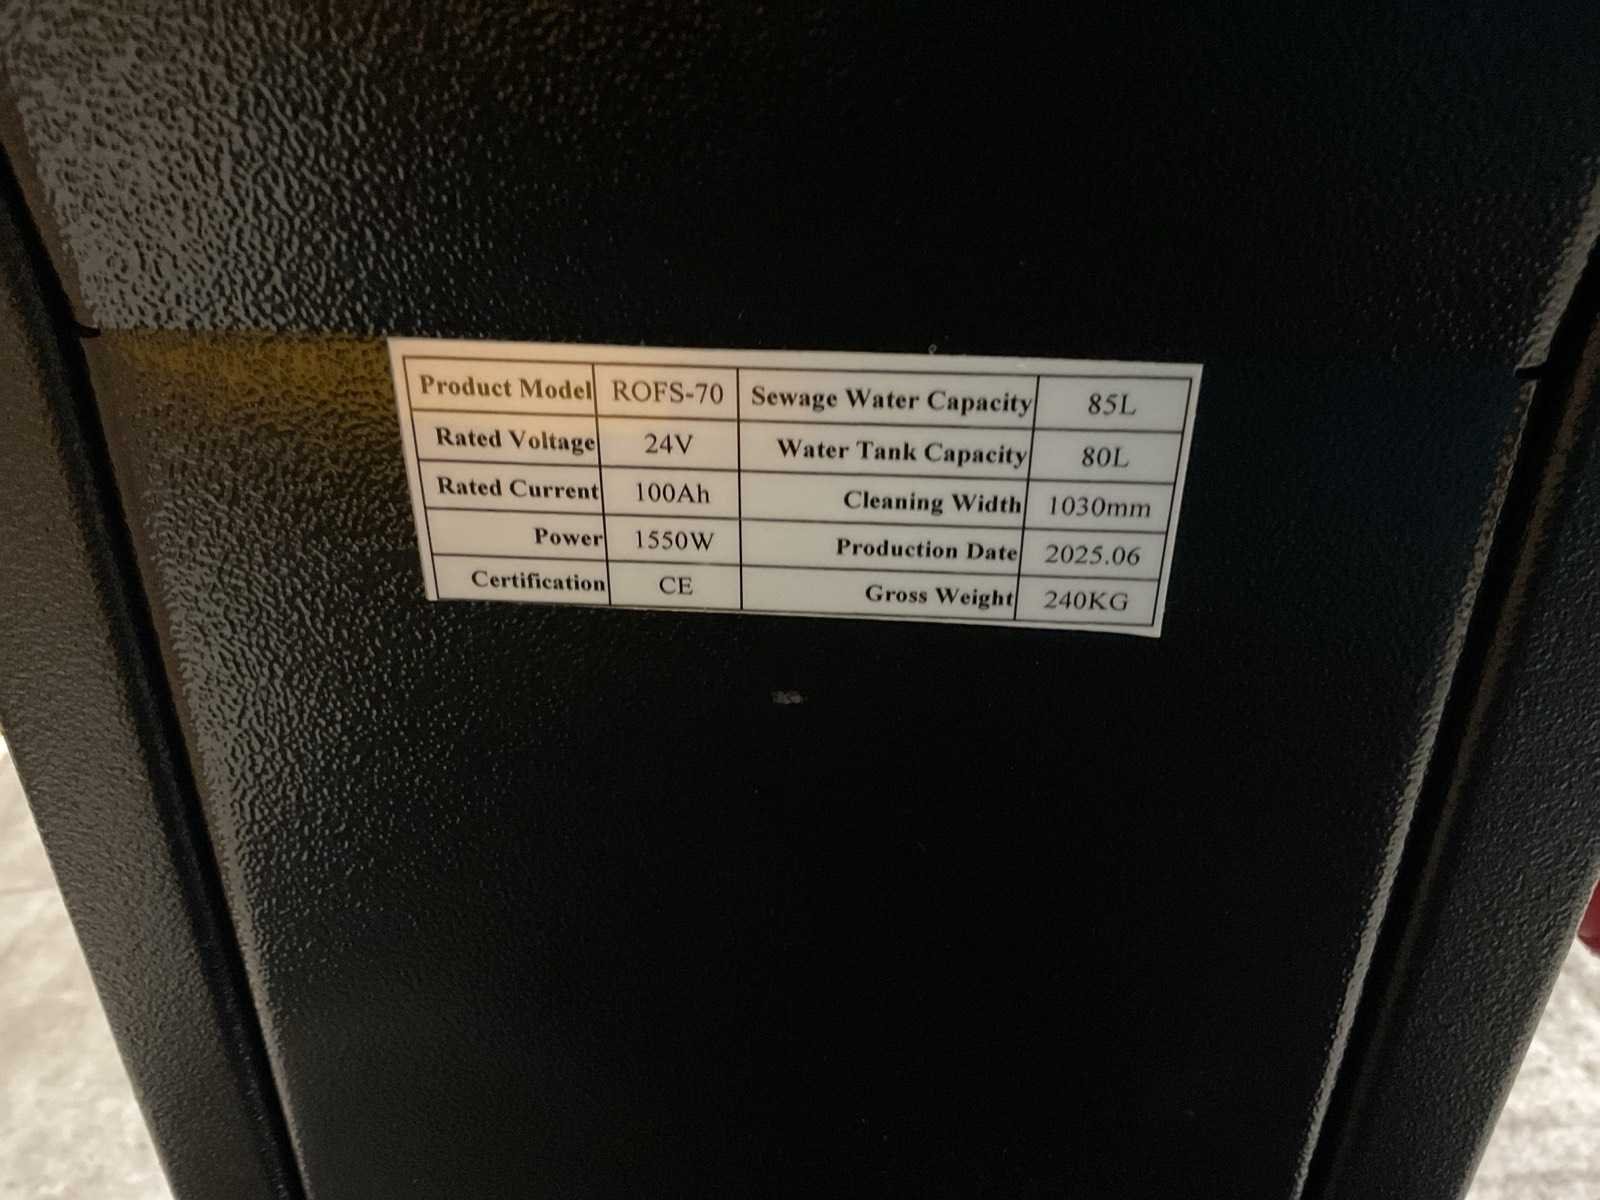 Product Model ROFS-70 Sewage Water Capacity 85L
Rated Voltage 24V Water Tank Capacity 80L
Rated Current 100Ah Cleaning Width 1030mm
Power 1550W Production Date 2025.06
Certification CE Gross Weight 240KG